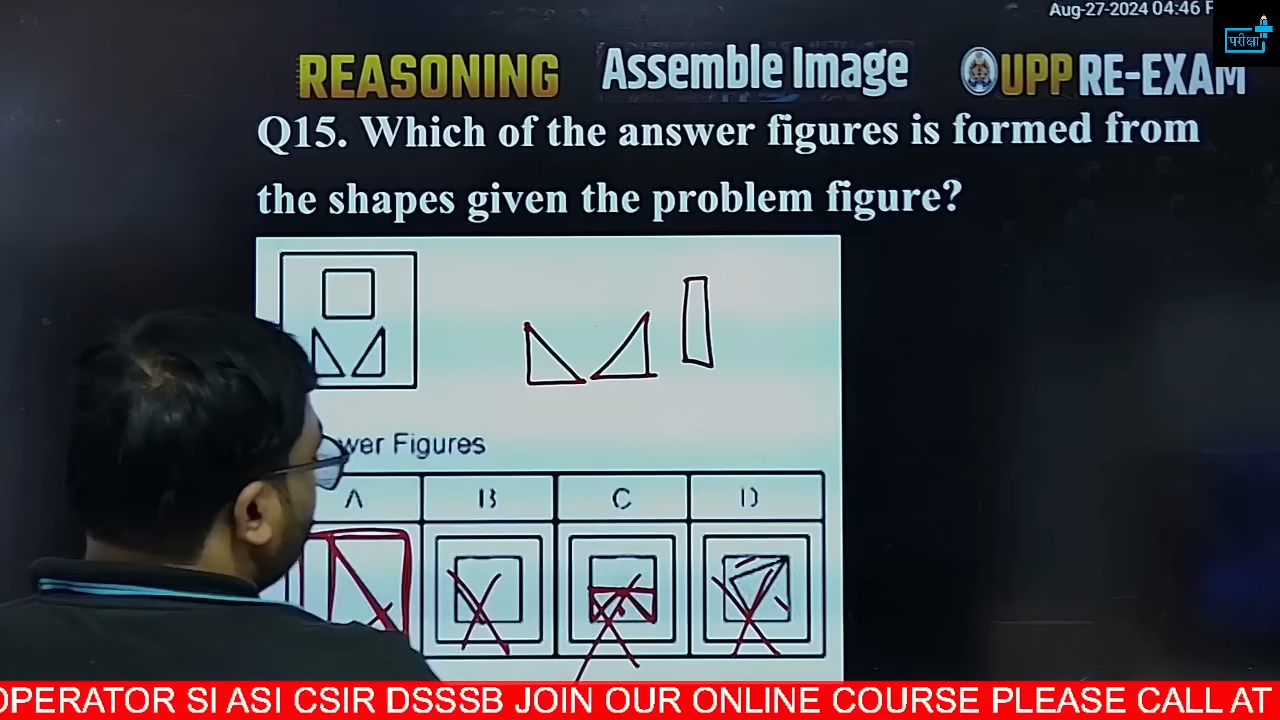 Aug-27-2024 04:46
परीक्षा
REASONING Assemble Image UPP RE-EXAM
Q15. Which of the answer figures is formed from
the shapes given the problem figure?
wer Figures
A B C D
OPERATOR SI ASI CSIR DSSSB JOIN OUR ONLINE COURSE PLEASE CALL AT